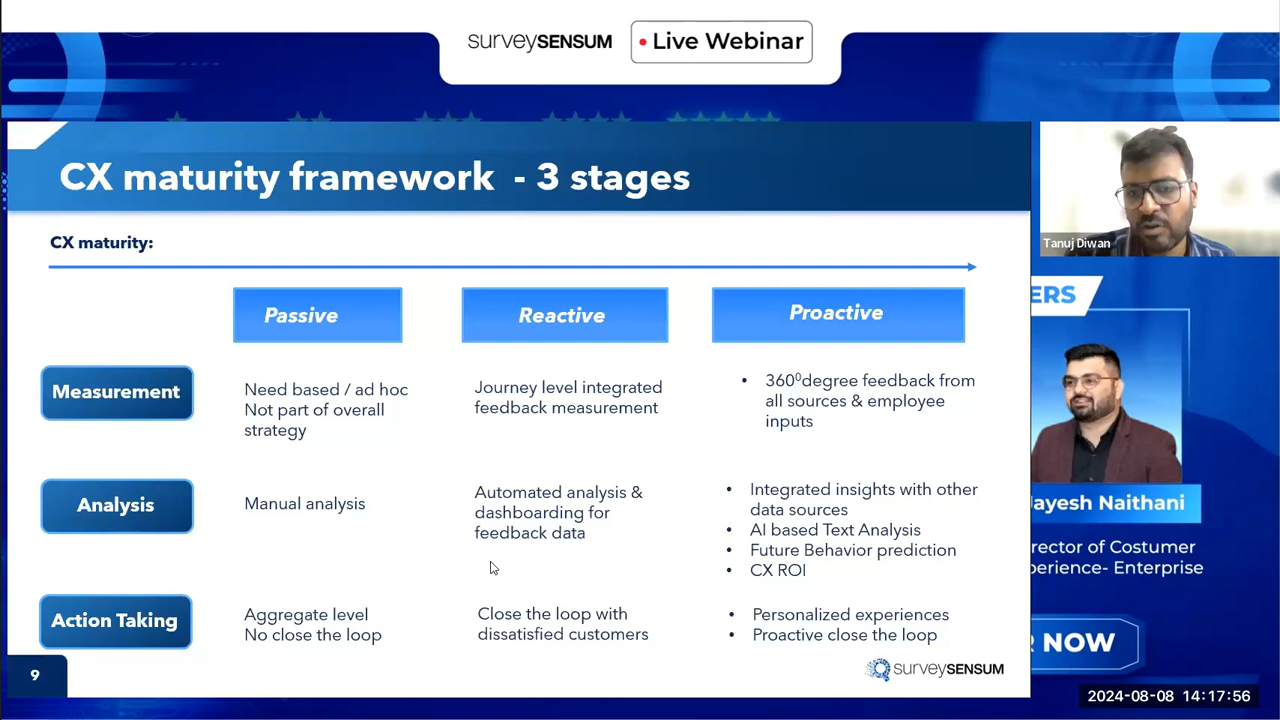 surveySENSUM
Live Webinar
CX maturity framework - 3 stages
CX maturity:
Passive
Reactive
Proactive
Measurement
Need based / ad hoc
Not part of overall
strategy
Journey level integrated
feedback measurement
• 360⁰degree feedback from
all sources & employee
inputs
Analysis
Manual analysis
Automated analysis &
dashboarding for
feedback data
• Integrated insights with other
data sources
• AI based Text Analysis
• Future Behavior prediction
• CX ROI
Action Taking
Aggregate level
No close the loop
Close the loop with
dissatisfied customers
• Personalized experiences
• Proactive close the loop
9
surveySENSUM
Tanuj Diwan
ERS
Jayesh Naithani
rector of Costumer
perience- Enterprise
R NOW
2024-08-08 14:17:56